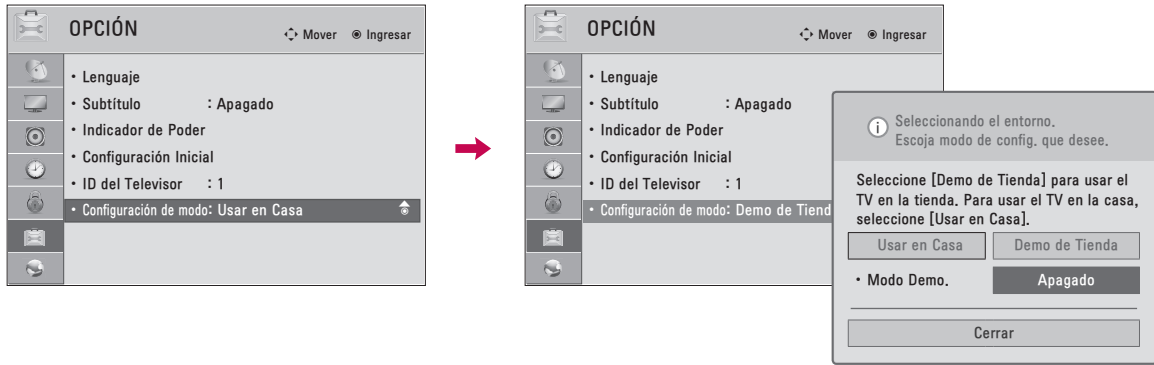 OPCIÓN
Mover Ingresar
• Lenguaje
• Subtítulo : Apagado
• Indicador de Poder
• Configuración Inicial
• ID del Televisor : 1
• Configuración de modo: Usar en Casa
OPCIÓN
Mover Ingresar
• Lenguaje
• Subtítulo : Apagado
• Indicador de Poder
• Configuración Inicial
• ID del Televisor : 1
• Configuración de modo: Demo de Tiend
i Seleccionando el entorno.
Escoja modo de config. que desee.
Seleccione [Demo de Tienda] para usar el
TV en la tienda. Para usar el TV en la casa,
seleccione [Usar en Casa].
Usar en Casa Demo de Tienda
• Modo Demo. Apagado
Cerrar